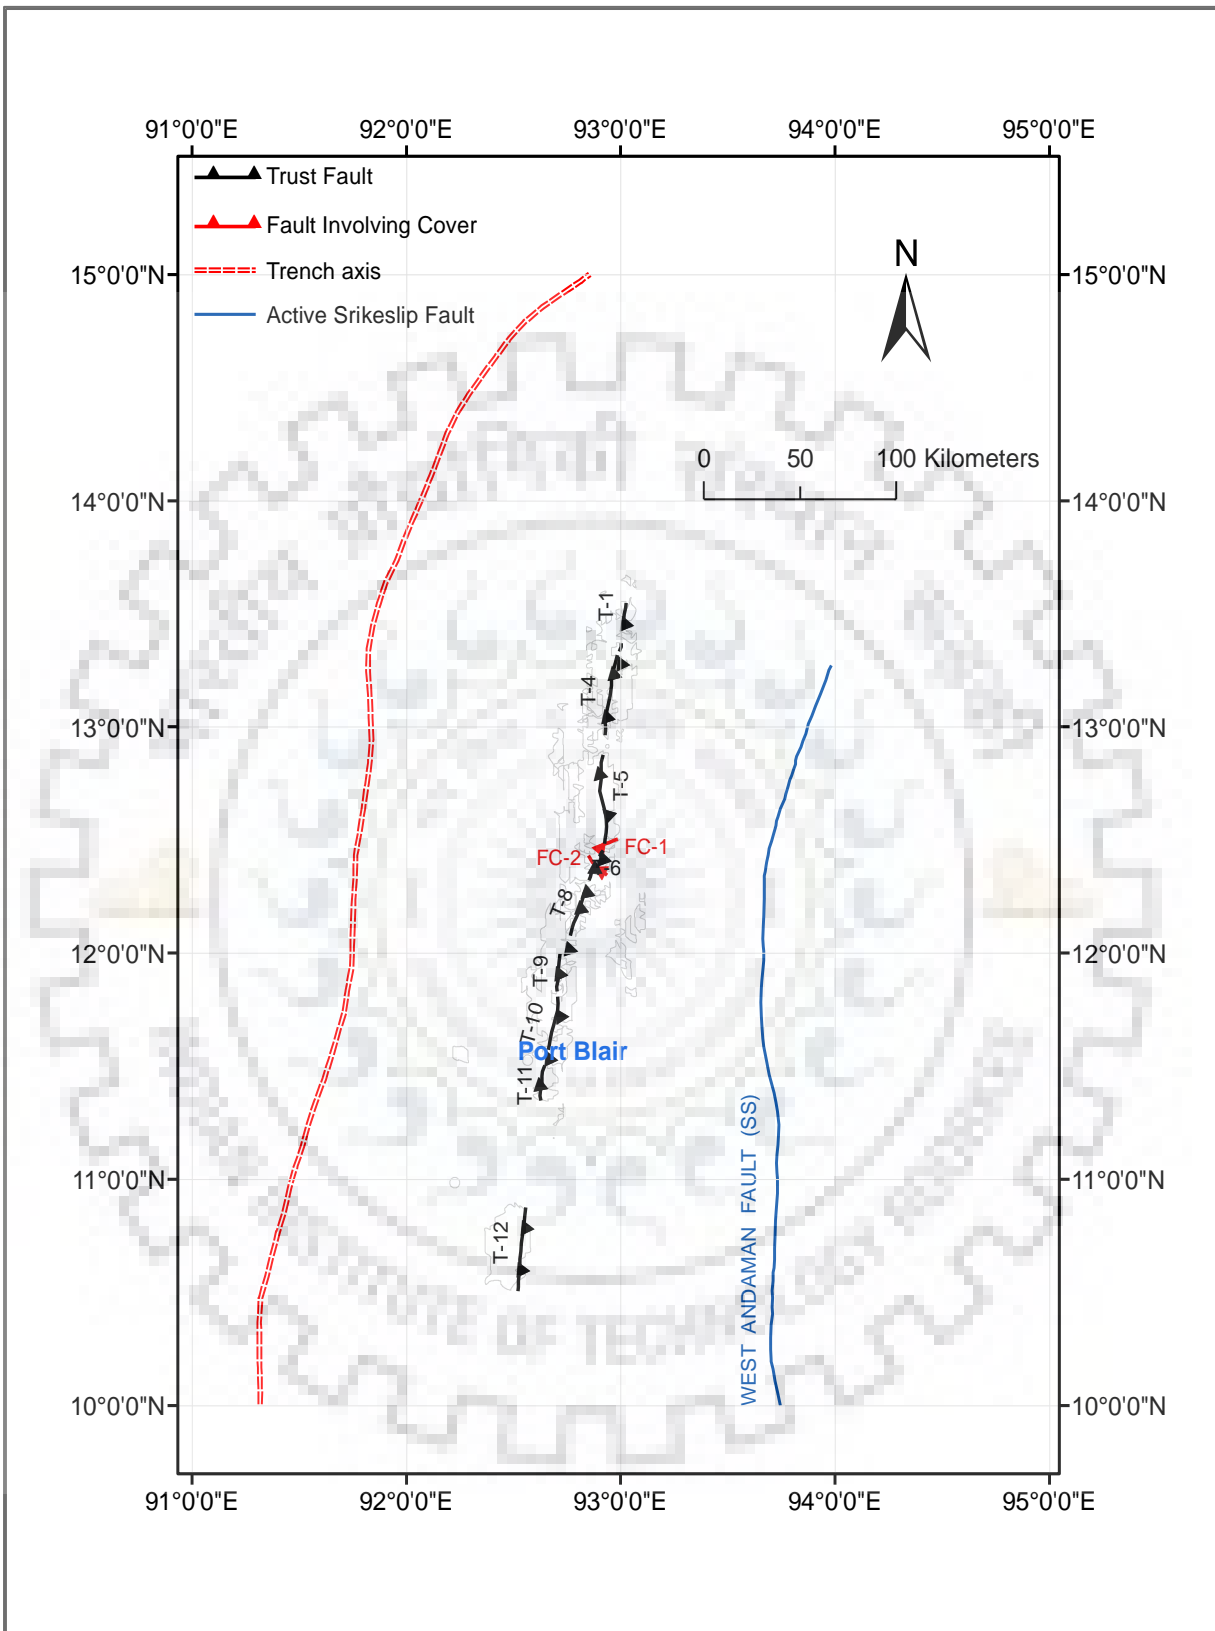 91°0'0"E 92°0'0"E 93°0'0"E 94°0'0"E 95°0'0"E
Trust Fault
Fault Involving Cover
Trench axis
Active Srikeslip Fault
N
15°0'0"N 15°0'0"N
0 50 100 Kilometers
14°0'0"N 14°0'0"N
T-1
T-4
13°0'0"N 13°0'0"N
T-5
FC-1
FC-2
6
T-8
12°0'0"N 12°0'0"N
T-9
T-10
Port Blair
T-11
WEST ANDAMAN FAULT (SS)
11°0'0"N 11°0'0"N
T-12
OF TECH
10°0'0"N 10°0'0"N
91°0'0"E 92°0'0"E 93°0'0"E 94°0'0"E 95°0'0"E